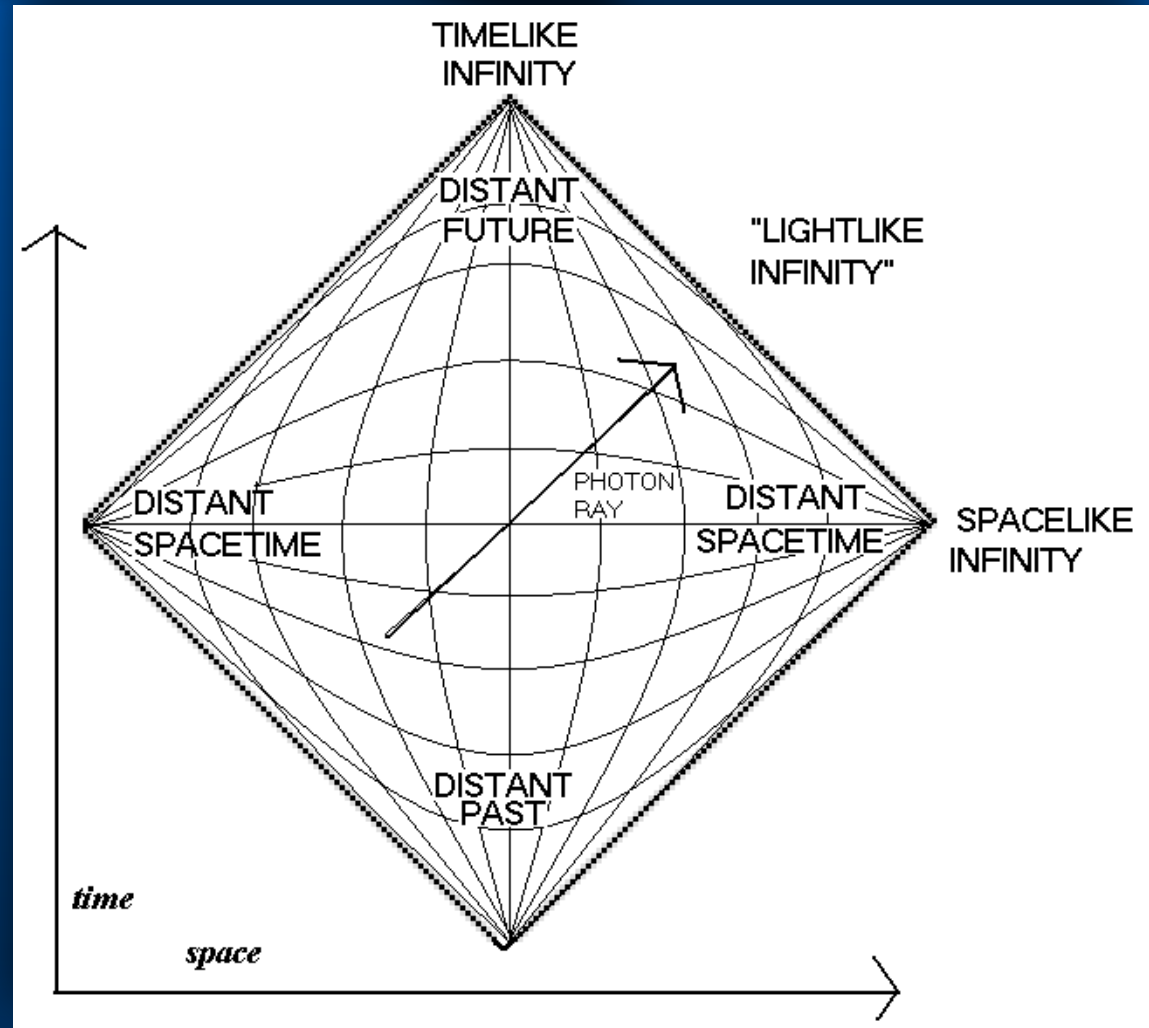 TIMELIKE
INFINITY
DISTANT
FUTURE
"LIGHTLIKE
INFINITY"
PHOTON
RAY
DISTANT
SPACETIME
DISTANT
SPACETIME
SPACELIKE
INFINITY
DISTANT
PAST
time
space